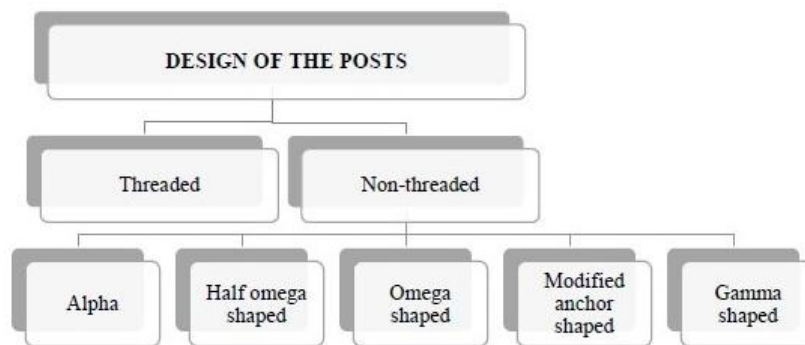 DESIGN OF THE POSTS
Threaded
Non-threaded
Alpha
Half omega
shaped
Omega
shaped
Modified
anchor
shaped
Gamma
shaped